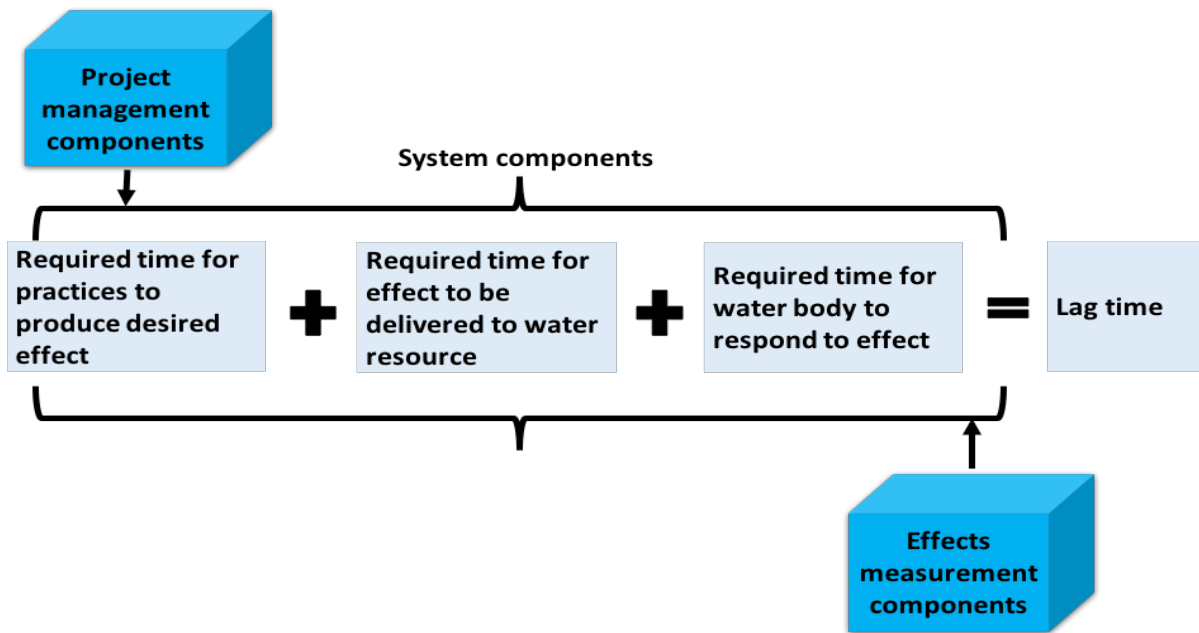 Project
management
components
System components
Required time for
practices to
produce desired
effect
+
Required time for
effect to be
delivered to water
resource
+
Required time for
water body to
respond to effect
=
Lag time
Effects
measurement
components